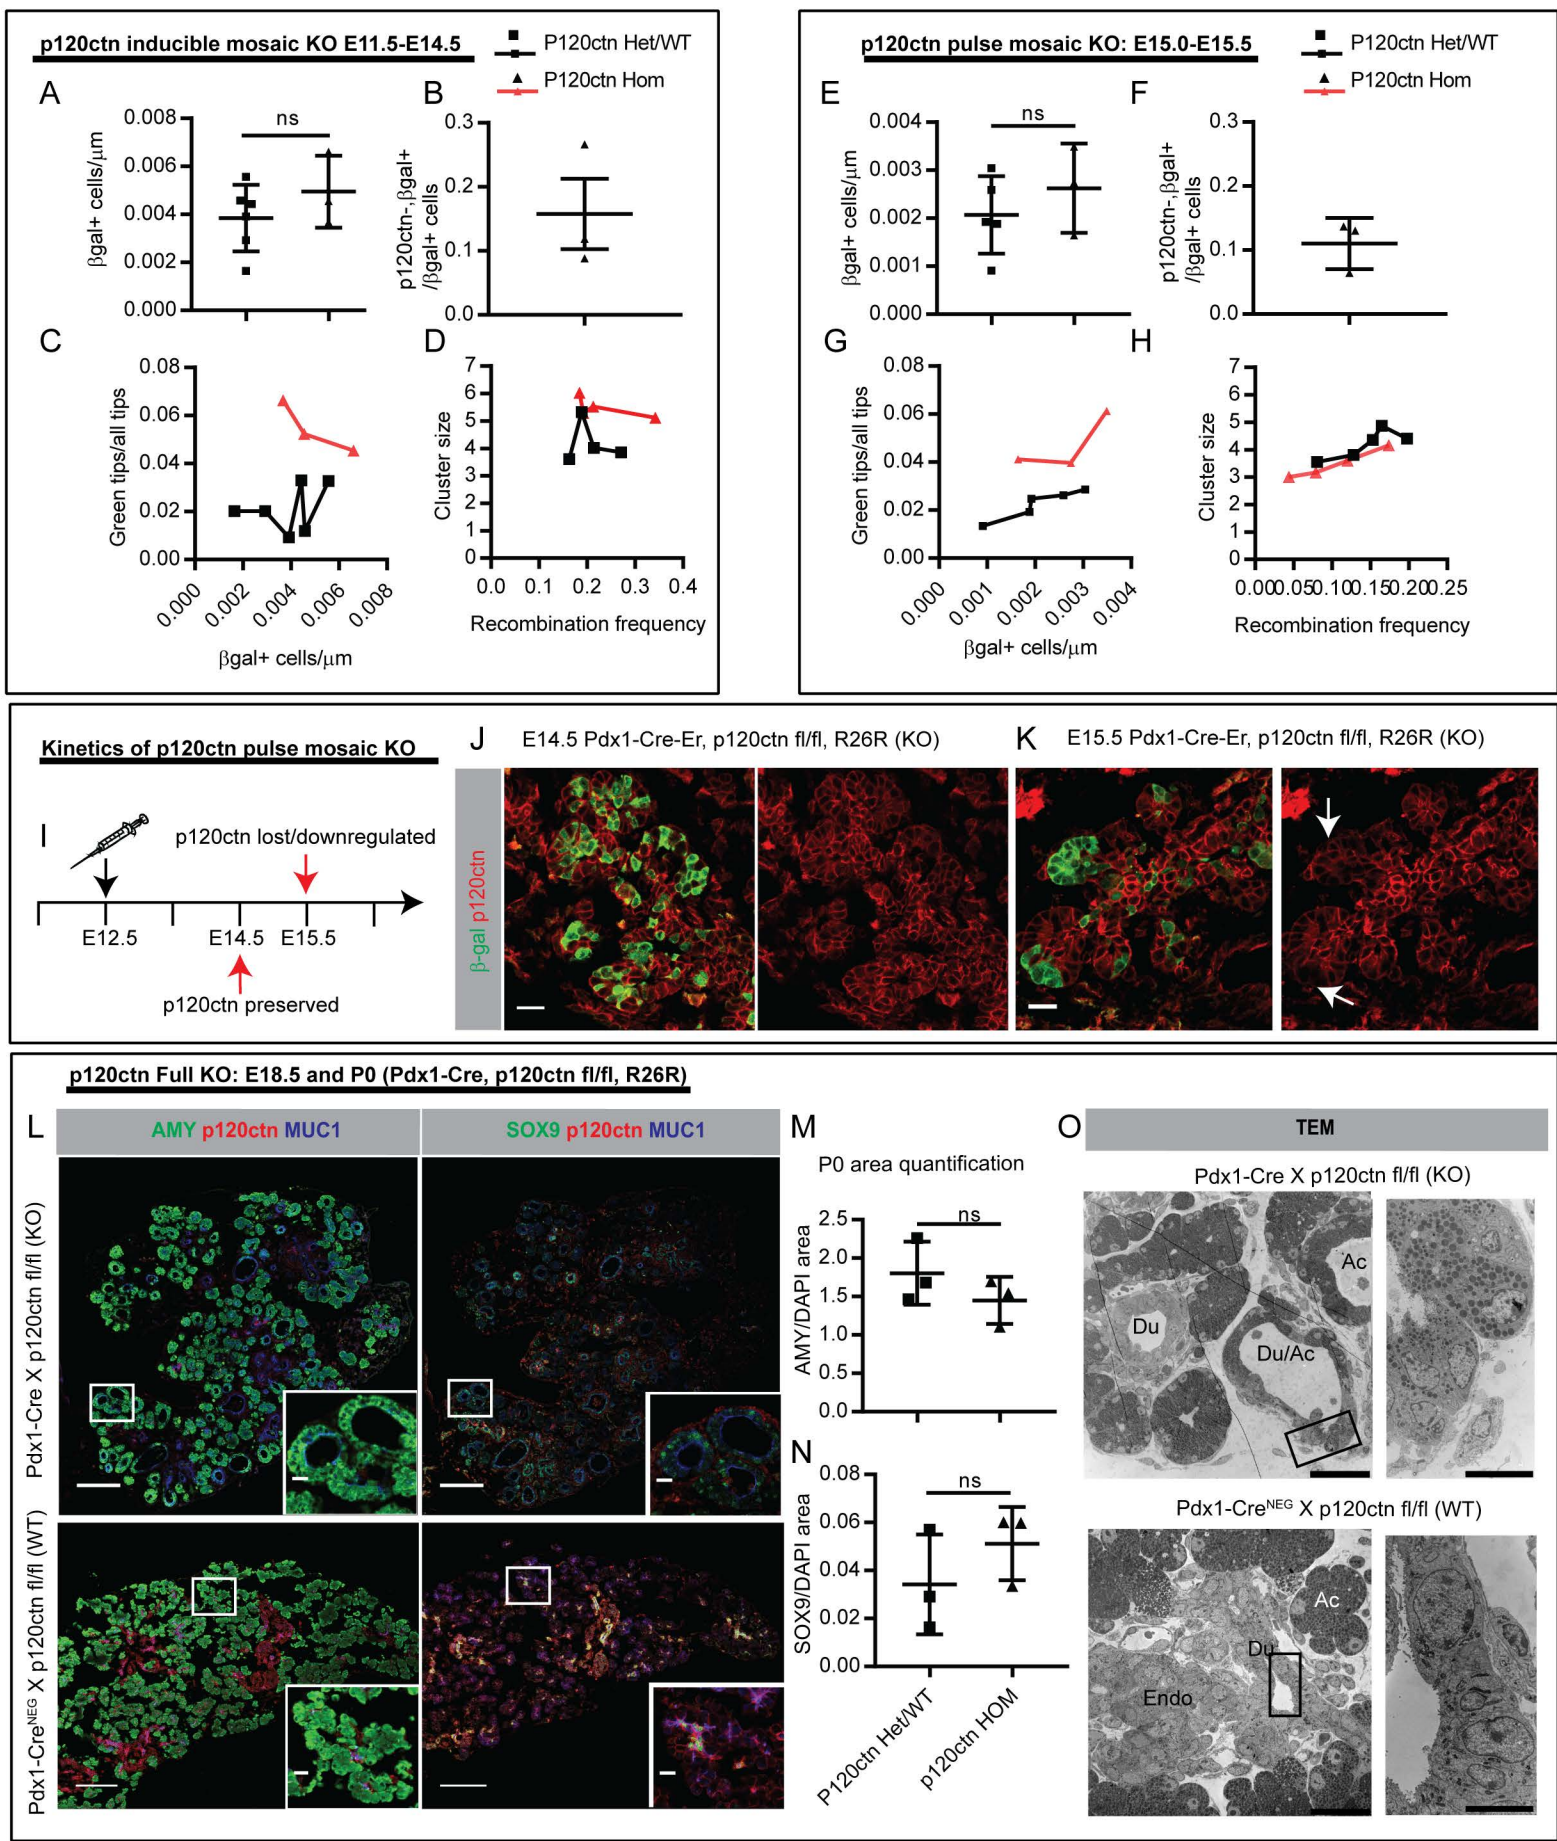 p120ctn inducible mosaic KO E11.5-E14.5
P120ctn Het/WT
P120ctn Hom
A
βgal+ cells/μm
0.008
0.006
0.004
0.002
0.000
ns
B
p120ctn-,βgal+
/βgal+ cells
0.3
0.2
0.1
0.0
C
Green tips/all tips
0.08
0.06
0.04
0.02
0.00
0.000
0.002
0.004
0.006
0.008
βgal+ cells/μm
D
Cluster size
7
6
5
4
3
2
1
0
0.0
0.1
0.2
0.3
0.4
Recombination frequency
p120ctn pulse mosaic KO: E15.0-E15.5
P120ctn Het/WT
P120ctn Hom
E
βgal+ cells/μm
0.004
0.003
0.002
0.001
0.000
ns
F
p120ctn-,βgal+
/βgal+ cells
0.3
0.2
0.1
0.0
G
Green tips/all tips
0.08
0.06
0.04
0.02
0.00
0.000
0.001
0.002
0.003
0.004
βgal+ cells/μm
H
Cluster size
7
6
5
4
3
2
1
0
0.00
0.05
0.10
0.15
0.20
0.25
Recombination frequency
Kinetics of p120ctn pulse mosaic KO
I
p120ctn lost/downregulated
E12.5
E14.5
E15.5
p120ctn preserved
J
E14.5 Pdx1-Cre-Er, p120ctn fl/fl, R26R (KO)
β-gal p120ctn
K
E15.5 Pdx1-Cre-Er, p120ctn fl/fl, R26R (KO)
p120ctn Full KO: E18.5 and P0 (Pdx1-Cre, p120ctn fl/fl, R26R)
L
AMY p120ctn MUC1
SOX9 p120ctn MUC1
Pdx1-Cre X p120ctn fl/fl (KO)
Pdx1-CreNEG X p120ctn fl/fl (WT)
M
P0 area quantification
AMY/DAPI area
2.5
2.0
1.5
1.0
0.5
0.0
ns
N
SOX9/DAPI area
0.08
0.06
0.04
0.02
0.00
ns
P120ctn Het/WT
p120ctn HOM
O
TEM
Pdx1-Cre X p120ctn fl/fl (KO)
Ac
Du
Du/Ac
Pdx1-CreNEG X p120ctn fl/fl (WT)
Ac
Du
Endo